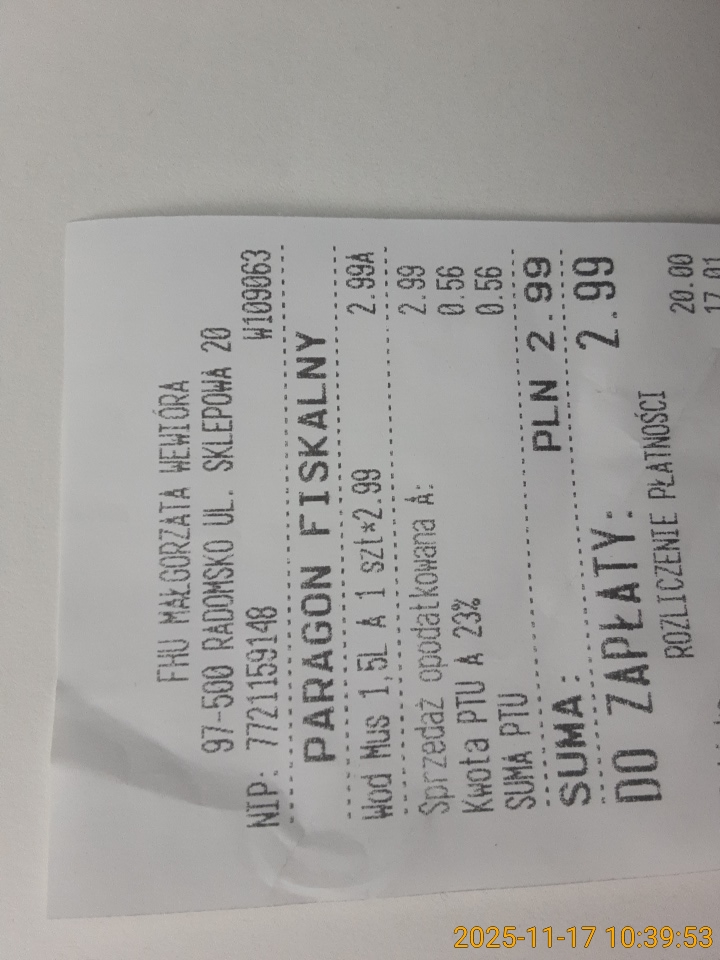 FHU MAŁGORZATA WEWIÓRA
97-500 RADOMSKO UL. SKLEPOWA 20
NIP: 7721159148 W109063
PARAGON FISKALNY
Wod Mus 1,5L A 1 szt*2.99 2.99A
Sprzedaż opodatkowana A: 2.99
Kwota PTU A 23% 0.56
SUMA PTU 0.56
SUMA: PLN 2.99
DO ZAPŁATY: 2.99
ROZLICZENIE PŁATNOŚCI
20.00
17.01
2025-11-17 10:39:53